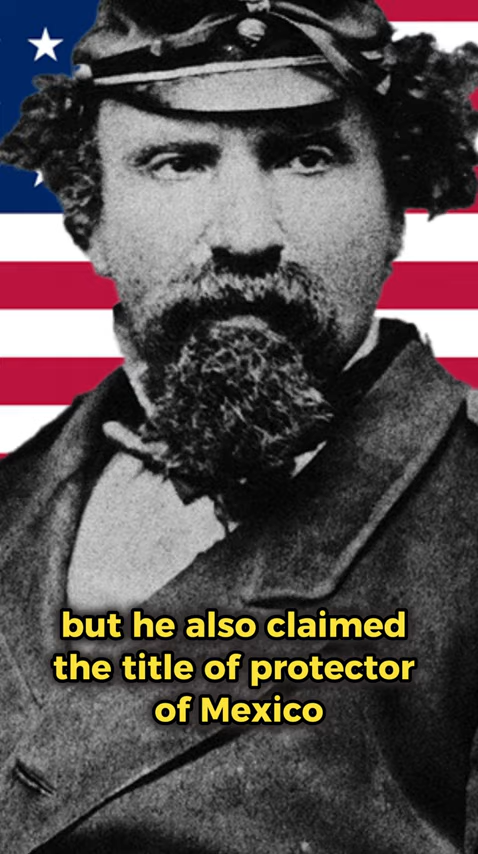 but he also claimed
the title of protector
of Mexico